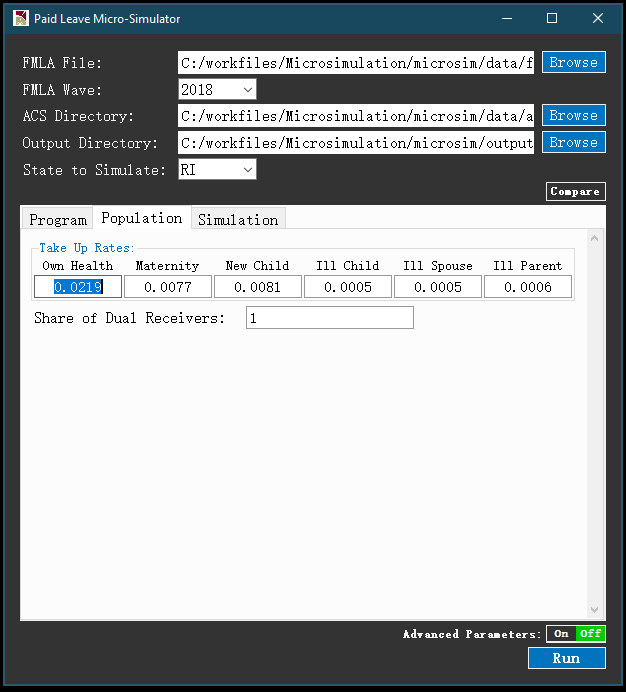 Paid Leave Micro-Simulator
FMLA File: C:/workfiles/Microsimulation/microsim/data/f Browse
FMLA Wave: 2018
ACS Directory: C:/workfiles/Microsimulation/microsim/data/a Browse
Output Directory: C:/workfiles/Microsimulation/microsim/output Browse
State to Simulate: RI
Compare
Program Population Simulation
Take Up Rates:
Own Health Maternity New Child Ill Child Ill Spouse Ill Parent
0.0219 0.0077 0.0081 0.0005 0.0005 0.0006
Share of Dual Receivers: 1
Advanced Parameters: On Off
Run